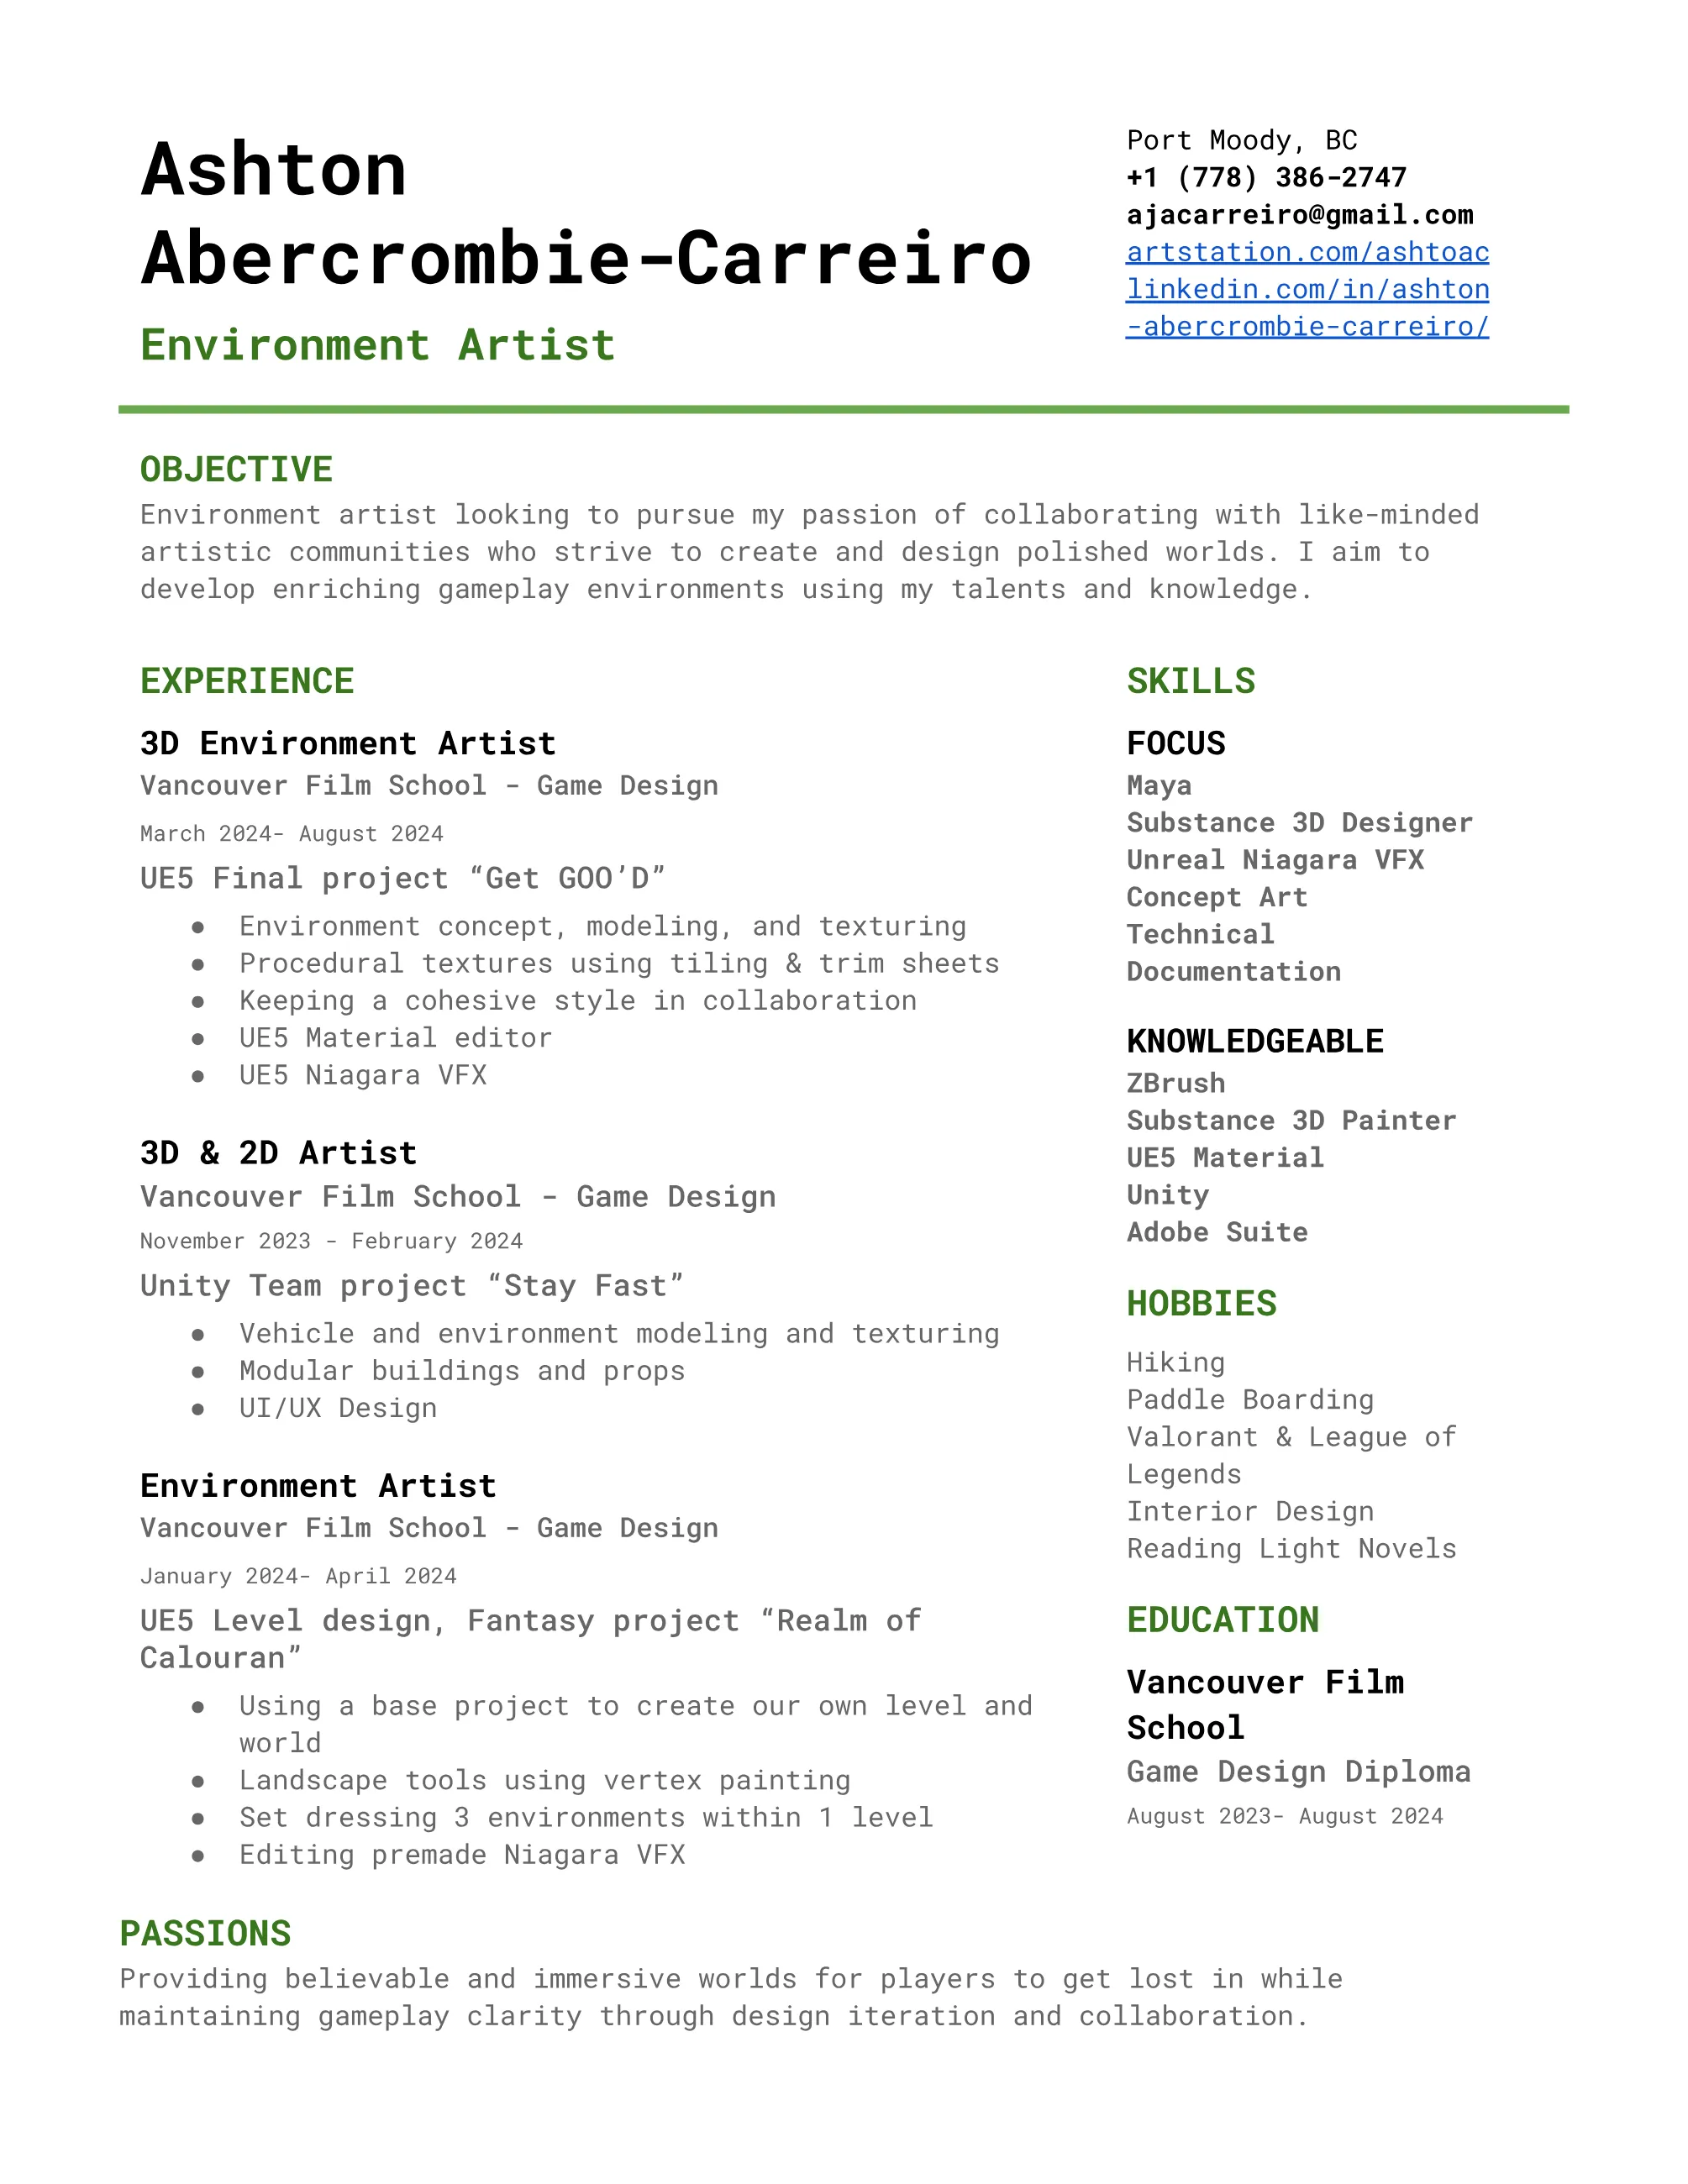 Ashton
Abercrombie-Carreiro
Environment Artist
Port Moody, BC
+1 (778) 386-2747
ajacarreiro@gmail.com
artstation.com/ashtoac
linkedin.com/in/ashton
-abercrombie-carreiro/
OBJECTIVE
Environment artist looking to pursue my passion of collaborating with like-minded
artistic communities who strive to create and design polished worlds. I aim to
develop enriching gameplay environments using my talents and knowledge.
EXPERIENCE
3D Environment Artist
Vancouver Film School - Game Design
March 2024- August 2024
UE5 Final project “Get GOO’D”
● Environment concept, modeling, and texturing
● Procedural textures using tiling & trim sheets
● Keeping a cohesive style in collaboration
● UE5 Material editor
● UE5 Niagara VFX
3D & 2D Artist
Vancouver Film School - Game Design
November 2023 - February 2024
Unity Team project “Stay Fast”
● Vehicle and environment modeling and texturing
● Modular buildings and props
● UI/UX Design
Environment Artist
Vancouver Film School - Game Design
January 2024- April 2024
UE5 Level design, Fantasy project “Realm of
Calouran”
● Using a base project to create our own level and
world
● Landscape tools using vertex painting
● Set dressing 3 environments within 1 level
● Editing premade Niagara VFX
SKILLS
FOCUS
Maya
Substance 3D Designer
Unreal Niagara VFX
Concept Art
Technical
Documentation
KNOWLEDGEABLE
ZBrush
Substance 3D Painter
UE5 Material
Unity
Adobe Suite
HOBBIES
Hiking
Paddle Boarding
Valorant & League of
Legends
Interior Design
Reading Light Novels
EDUCATION
Vancouver Film
School
Game Design Diploma
August 2023- August 2024
PASSIONS
Providing believable and immersive worlds for players to get lost in while
maintaining gameplay clarity through design iteration and collaboration.